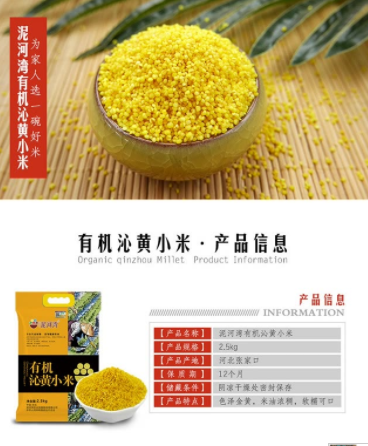 为家人选一碗好米
泥河湾有机沁黄小米
有机沁黄小米·产品信息
Organic qinzhou Millet Product Information
产品信息
INFORMATION
【产品名称】 泥河湾有机沁黄小米
【产品规格】 2.5kg
【产品产地】 河北张家口
【保质期】 12个月
【储藏条件】 阴凉干燥处密封保存
【产品特点】 色泽金黄、米油浓稠、软糯可口
泥河湾
有机
沁黄小米